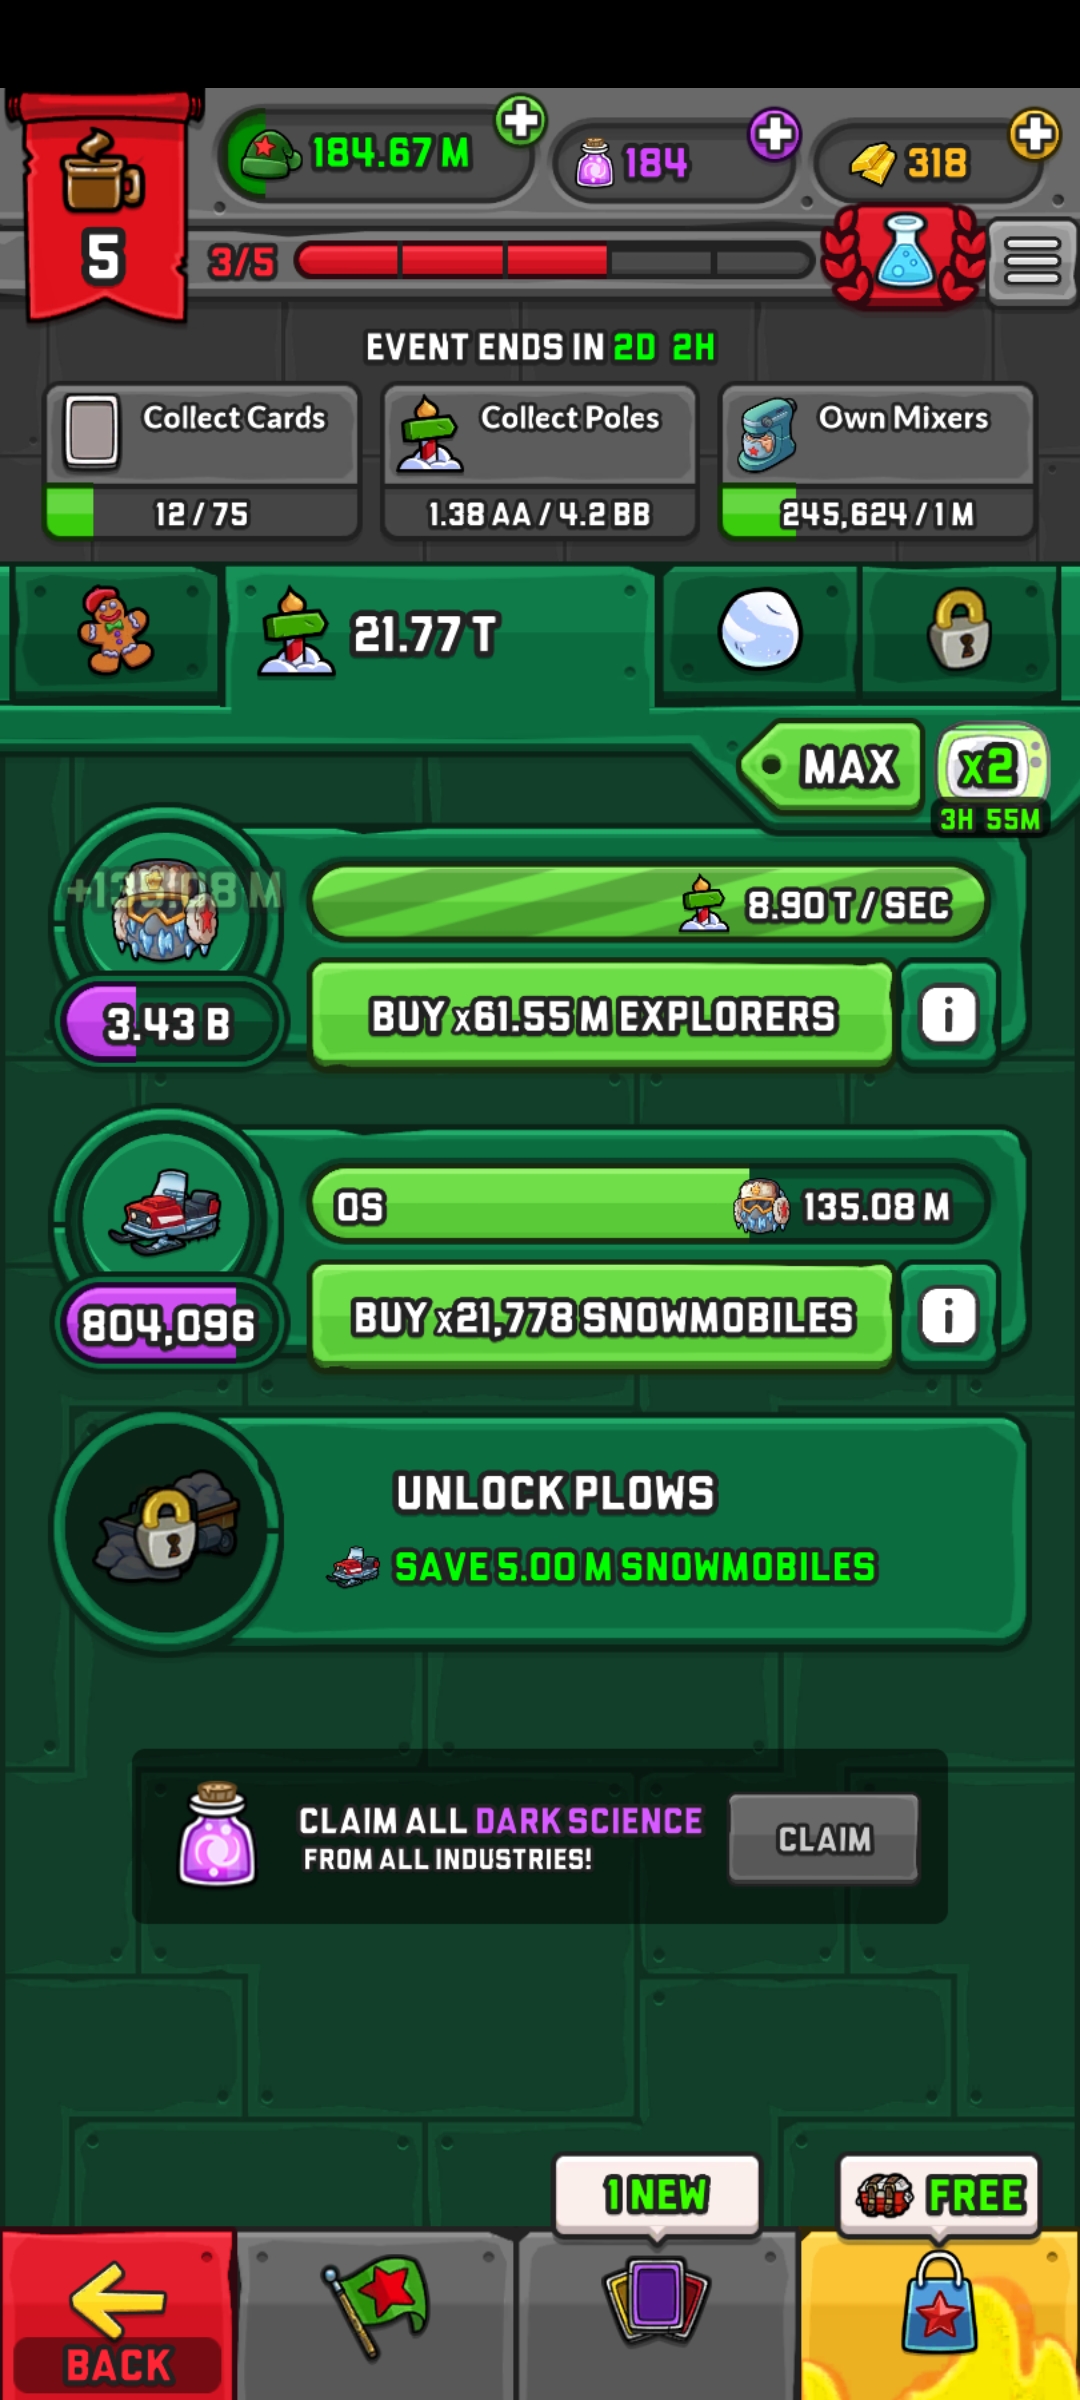 184.67 M
184
318
5
3/5
EVENT ENDS IN 2D 2H
Collect Cards
12 / 75
Collect Poles
1.38 AA / 4.2 BB
Own Mixers
245,624 / 1 M
21.77 T
MAX
x2
3H 55M
+135.08 M
8.90 T / SEC
3.43 B
BUY x61.55 M EXPLORERS
i
0S
135.08 M
804,096
BUY x21,778 SNOWMOBILES
i
UNLOCK PLOWS
SAVE 5.00 M SNOWMOBILES
CLAIM ALL DARK SCIENCE
FROM ALL INDUSTRIES!
CLAIM
1 NEW
FREE
BACK